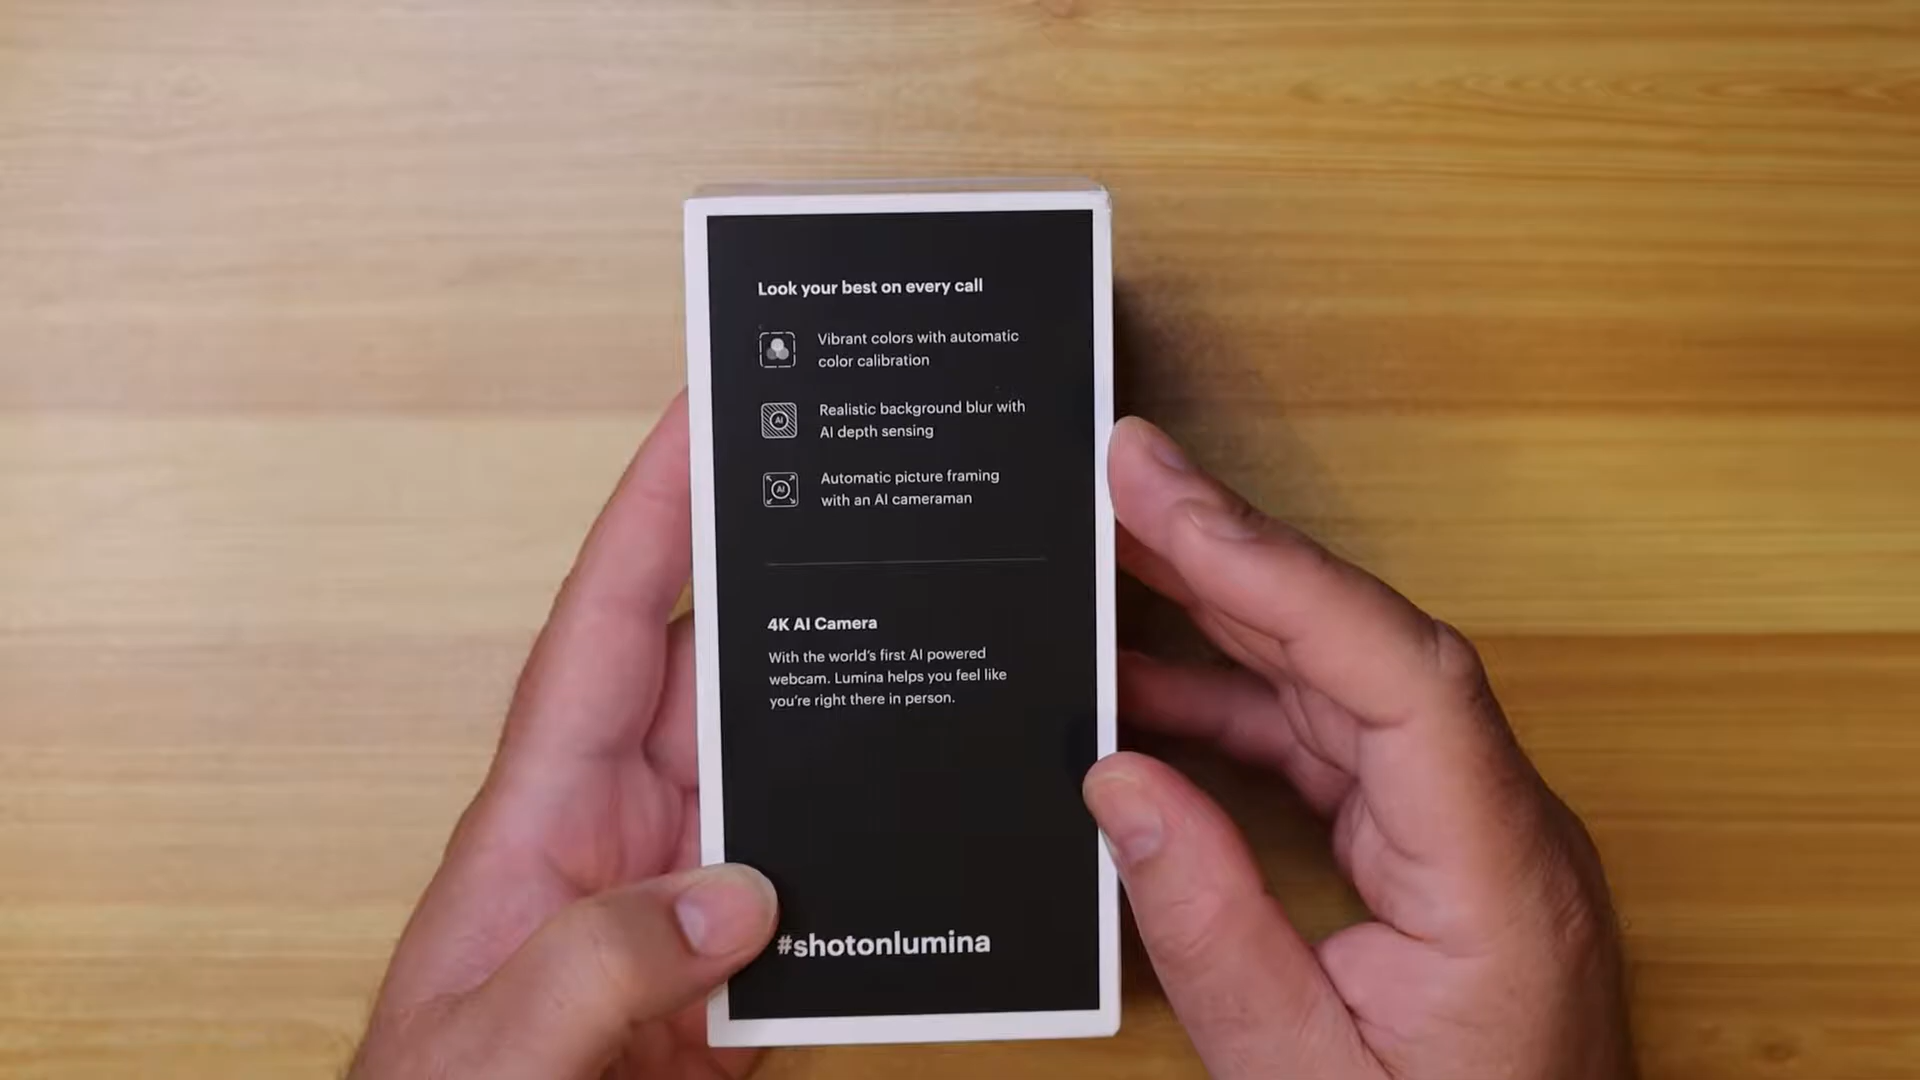 Look your best on every call
Vibrant colors with automatic
color calibration
AI
Realistic background blur with
AI depth sensing
AI
Automatic picture framing
with an AI cameraman
4K AI Camera
With the world's first AI powered
webcam. Lumina helps you feel like
you're right there in person.
#shotonlumina